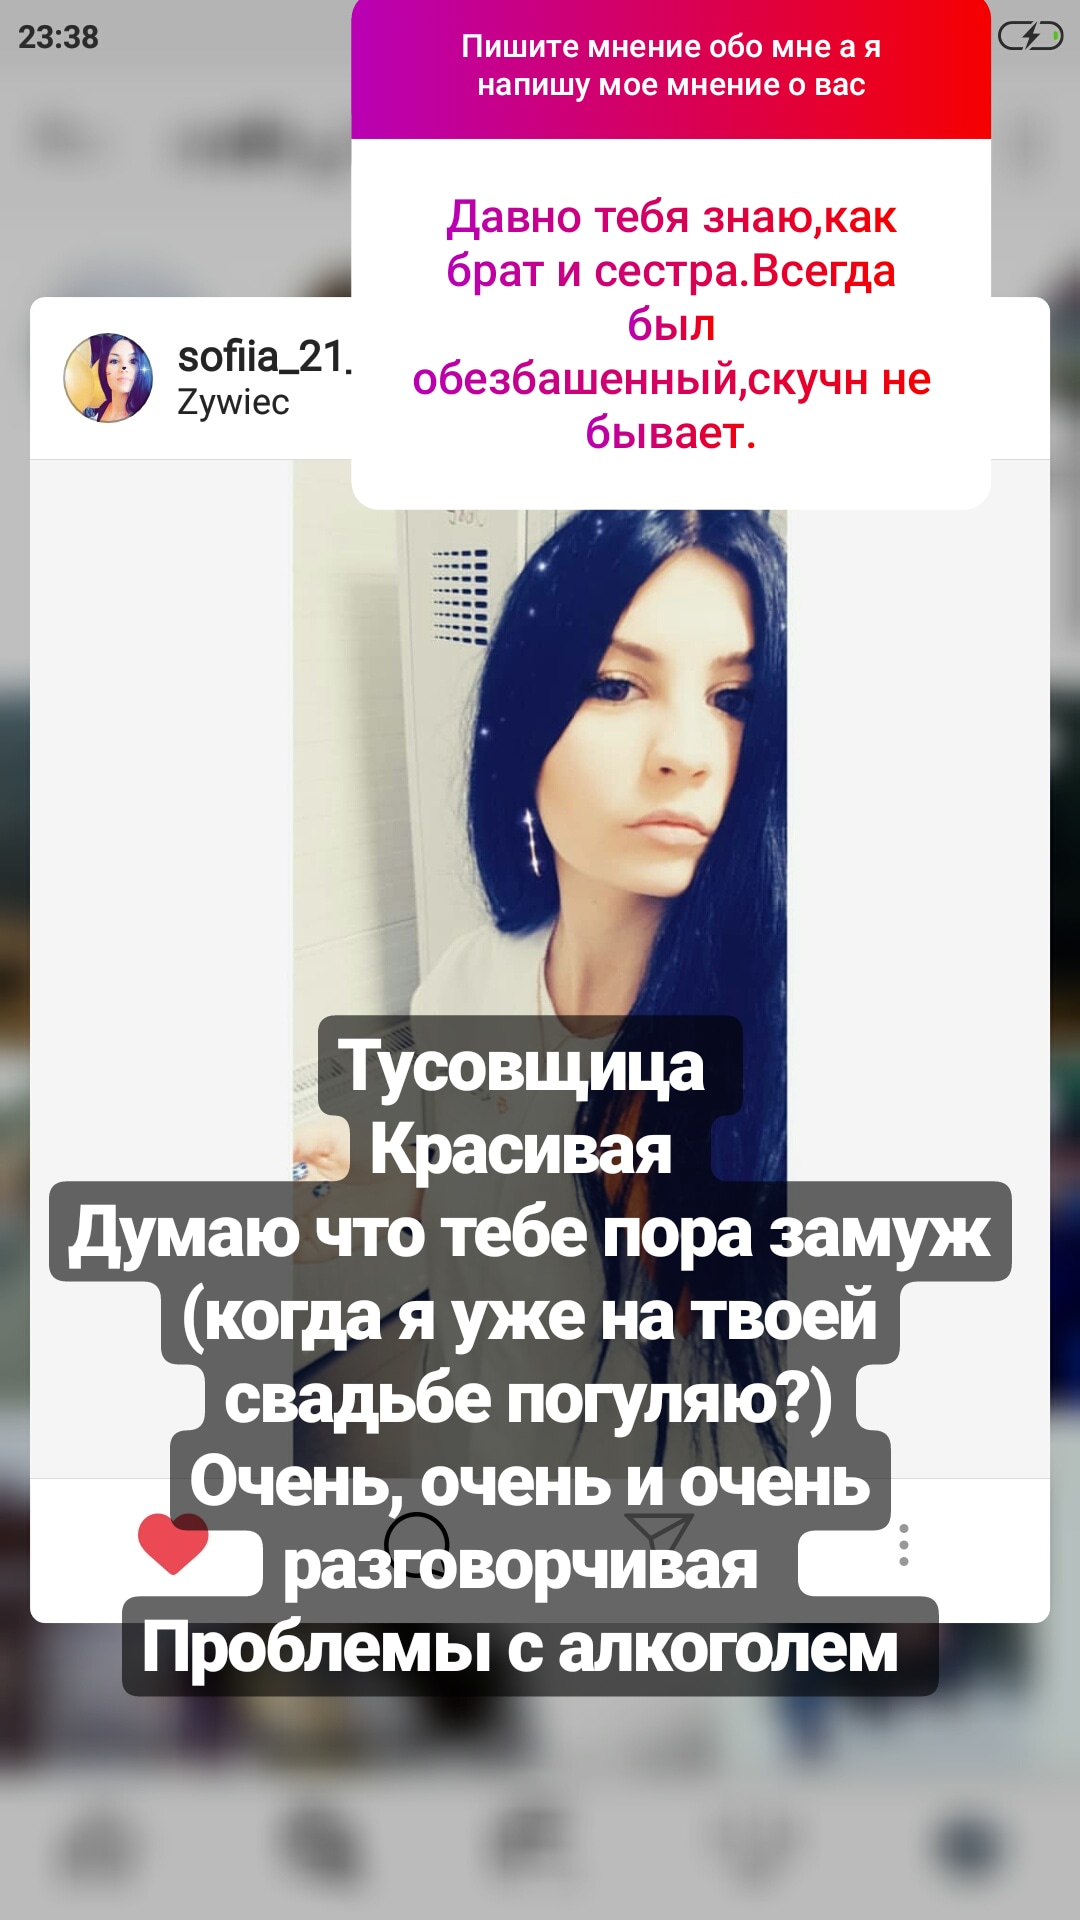 23:38
Пишите мнение обо мне а я
напишу мое мнение о вас
Давно тебя знаю,как
брат и сестра.Всегда
был
обезбашенный,скучн не
бывает.
sofiia_21.
Zywiec
Тусовщица
Красивая
Думаю что тебе пора замуж
(когда я уже на твоей
свадьбе погуляю?)
Очень, очень и очень
разговорчивая
Проблемы с алкоголем